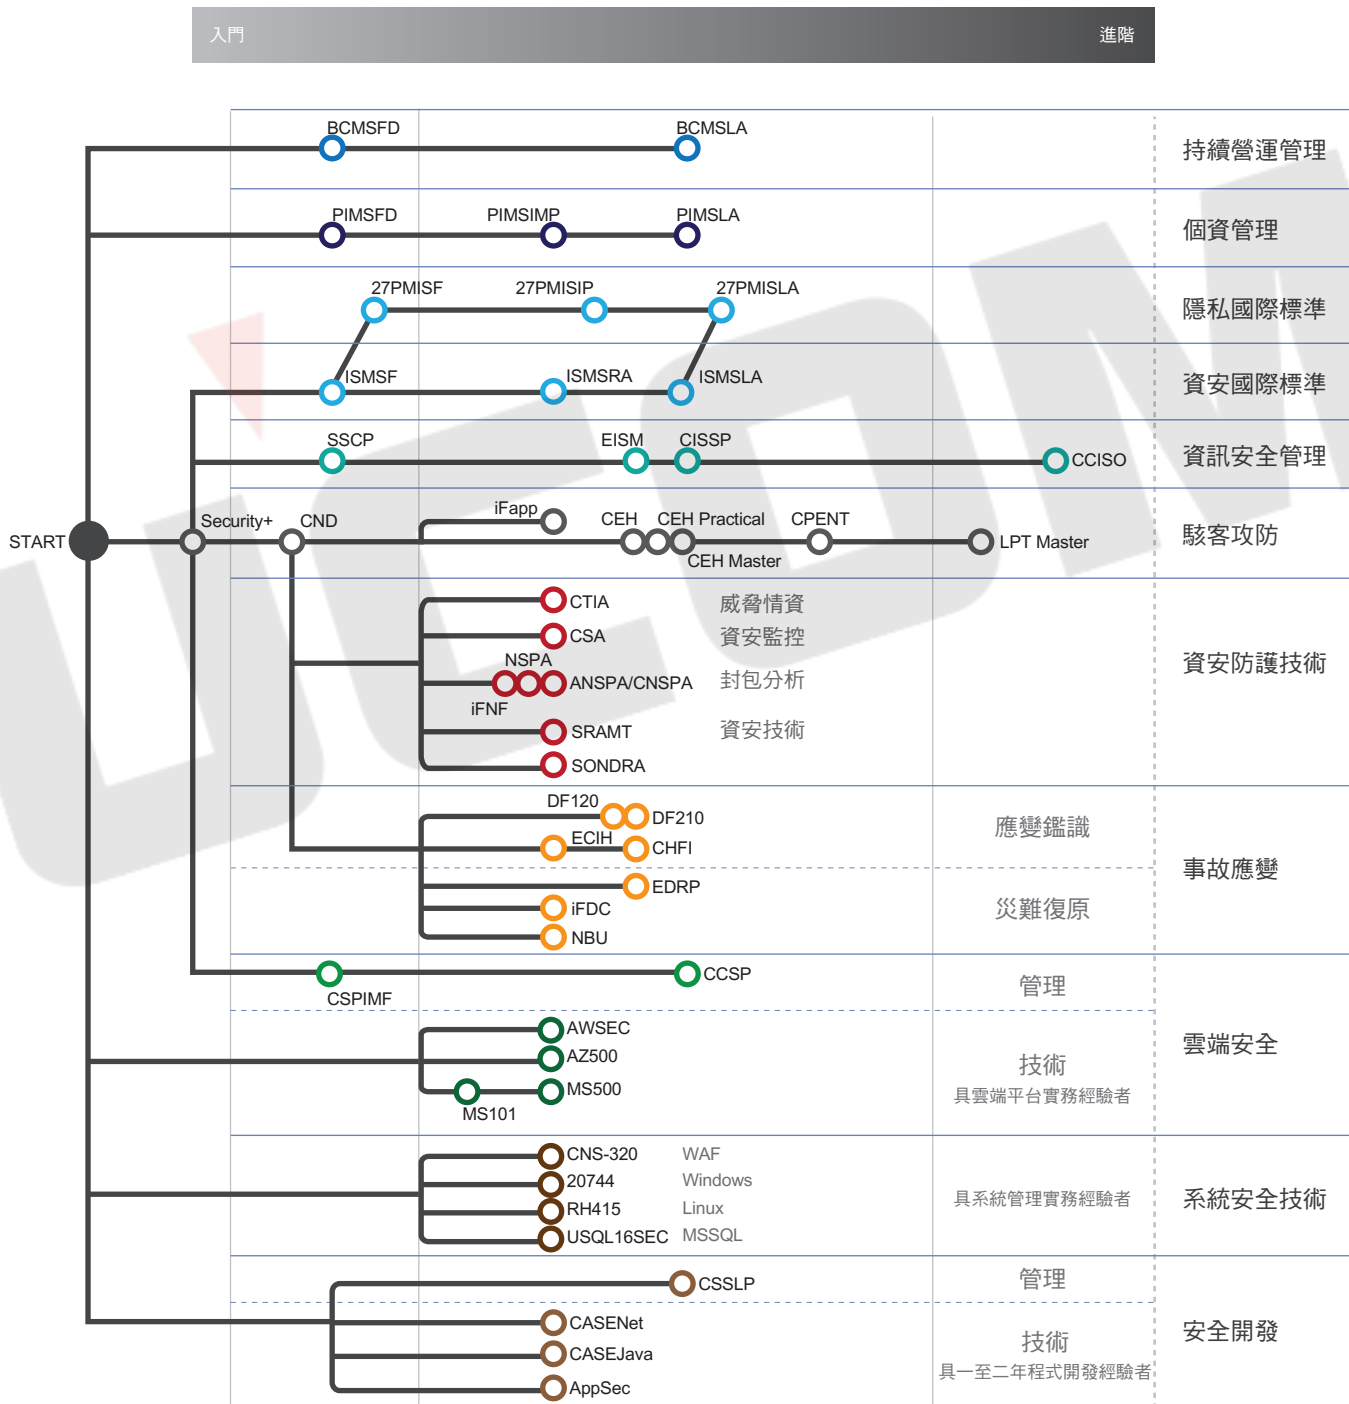 入門
進階
BCMSFD
BCMSLA
持續營運管理
PIMSFD
PIMSIMP
PIMSLA
個資管理
27PMISF
27PMISIP
27PMISLA
隱私國際標準
ISMSF
ISMSRA
ISMSLA
資安國際標準
SSCP
EISM
CISSP
CCISO
資訊安全管理
START
Security+
CND
iFapp
CEH
CEH Practical
CEH Master
CPENT
LPT Master
駭客攻防
CTIA
威脅情資
CSA
資安監控
NSPA
iFNF
ANSPA/CNSPA
封包分析
SRAMT
資安技術
SONDRA
資安防護技術
DF120
DF210
ECIH
CHFI
應變鑑識
EDRP
iFDC
NBU
災難復原
事故應變
CSPIMF
CCSP
管理
AWSEC
AZ500
MS101
MS500
技術
具雲端平台實務經驗者
雲端安全
CNS-320
WAF
20744
Windows
RH415
Linux
USQL16SEC
MSSQL
具系統管理實務經驗者
系統安全技術
CSSLP
管理
CASENet
CASEJava
AppSec
技術
具一至二年程式開發經驗者
安全開發
UCOM